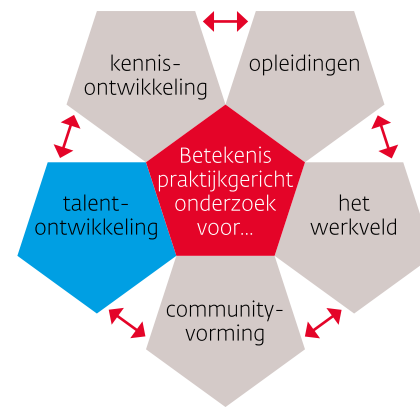 kennis-
ontwikkeling
opleidingen
Betekenis
praktijkgericht
onderzoek
voor...
talent-
ontwikkeling
het
werkveld
community-
vorming